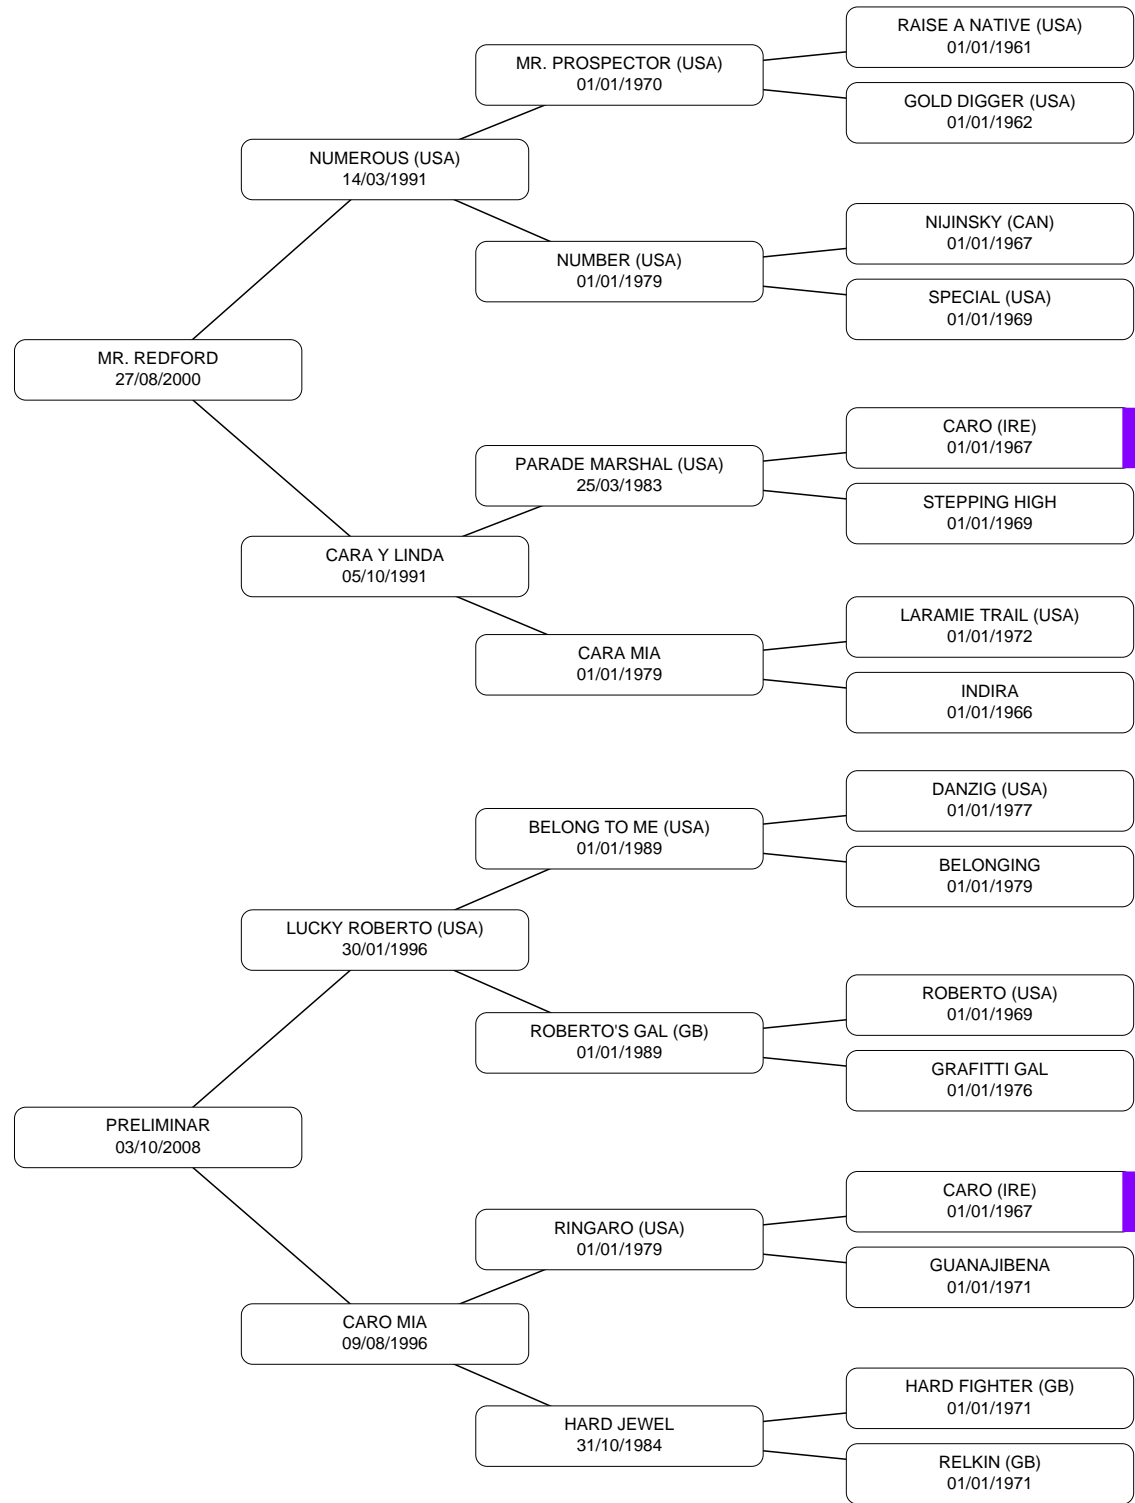 RAISE A NATIVE (USA)
01/01/1961
MR. PROSPECTOR (USA)
01/01/1970
GOLD DIGGER (USA)
01/01/1962
NUMEROUS (USA)
14/03/1991
NIJINSKY (CAN)
01/01/1967
NUMBER (USA)
01/01/1979
SPECIAL (USA)
01/01/1969
MR. REDFORD
27/08/2000
CARO (IRE)
01/01/1967
PARADE MARSHAL (USA)
25/03/1983
STEPPING HIGH
01/01/1969
CARA Y LINDA
05/10/1991
LARAMIE TRAIL (USA)
01/01/1972
CARA MIA
01/01/1979
INDIRA
01/01/1966
DANZIG (USA)
01/01/1977
BELONG TO ME (USA)
01/01/1989
BELONGING
01/01/1979
LUCKY ROBERTO (USA)
30/01/1996
ROBERTO (USA)
01/01/1969
ROBERTO'S GAL (GB)
01/01/1989
GRAFITTI GAL
01/01/1976
PRELIMINAR
03/10/2008
CARO (IRE)
01/01/1967
RINGARO (USA)
01/01/1979
GUANAJIBENA
01/01/1971
CARO MIA
09/08/1996
HARD FIGHTER (GB)
01/01/1971
HARD JEWEL
31/10/1984
RELKIN (GB)
01/01/1971